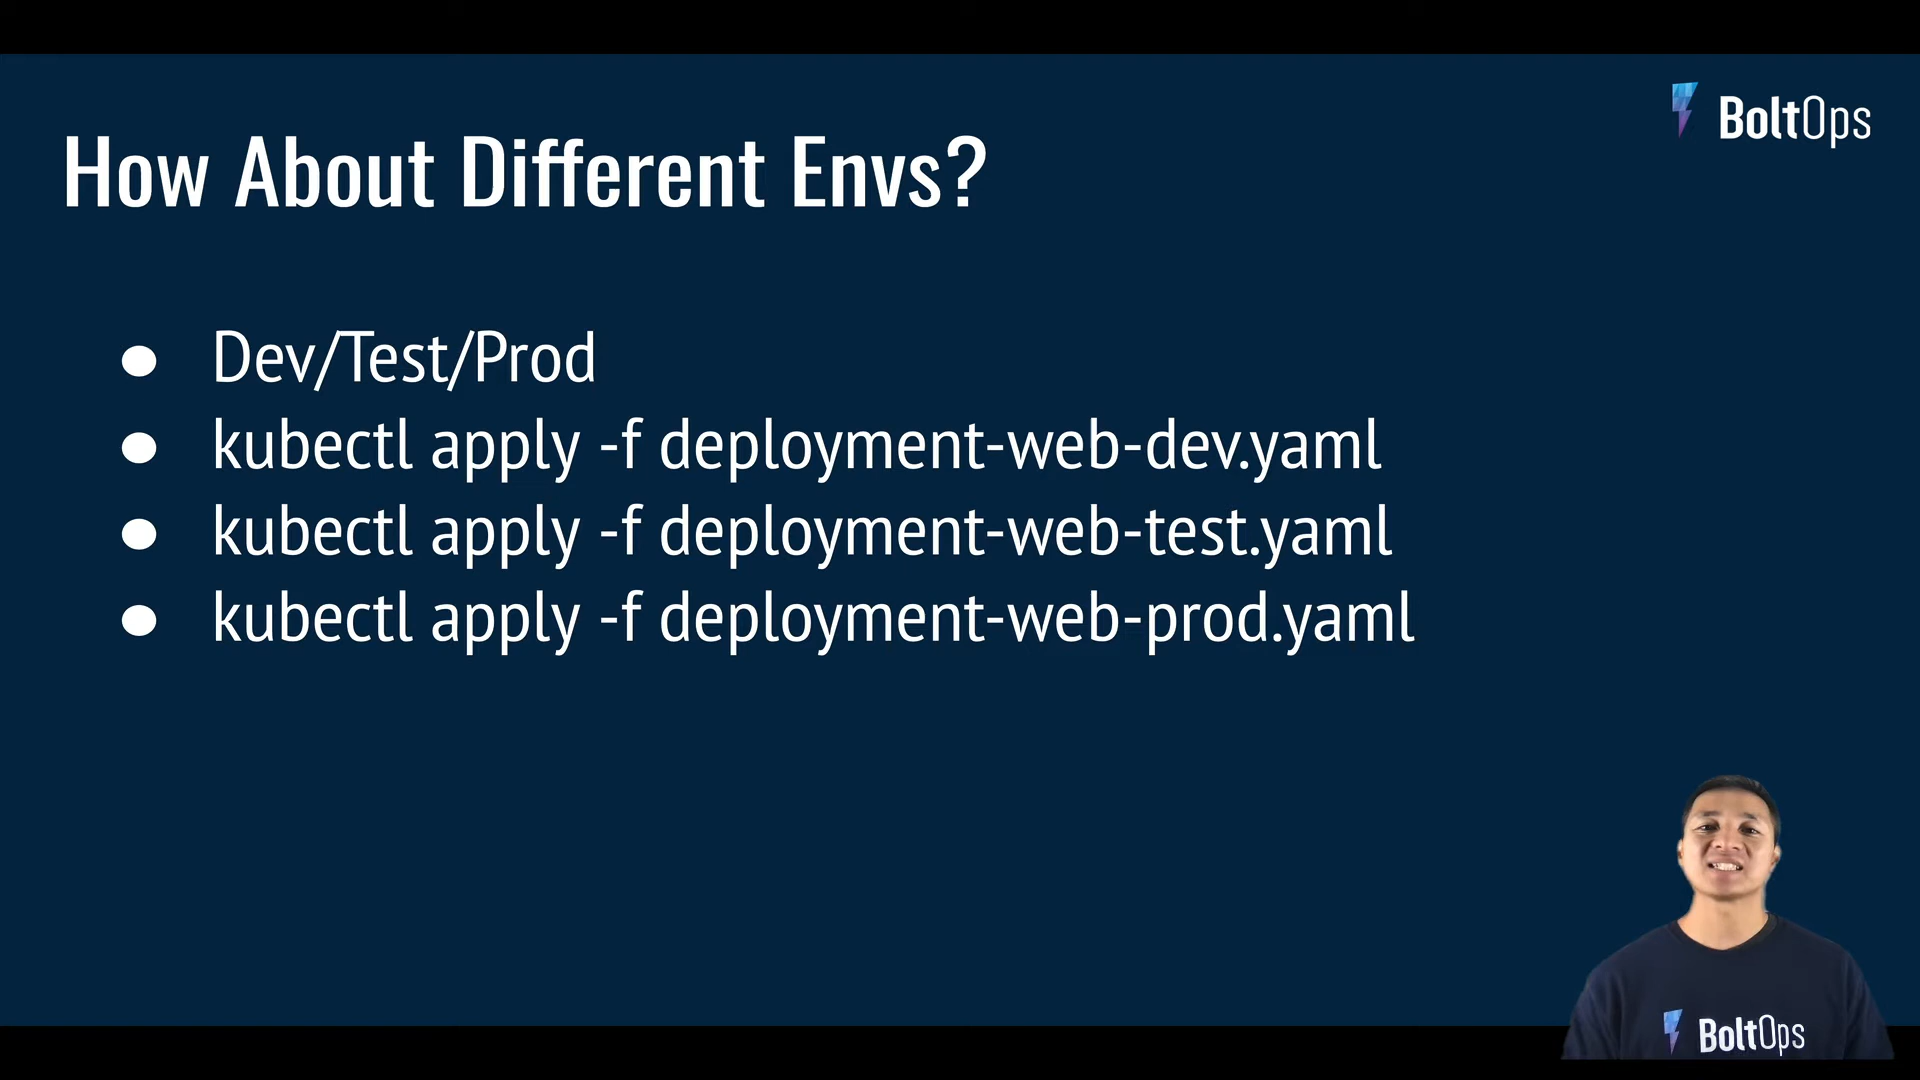 BoltOps
How About Different Envs?
● Dev/Test/Prod
● kubectl apply -f deployment-web-dev.yaml
● kubectl apply -f deployment-web-test.yaml
● kubectl apply -f deployment-web-prod.yaml
BoltOps